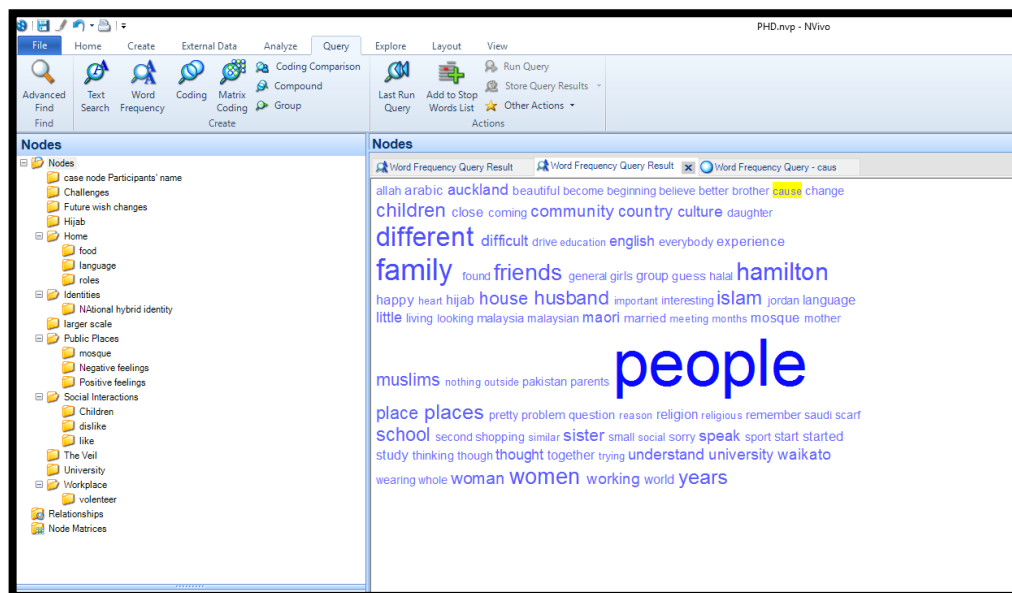 PHD.nvp - NVivo
File Home Create External Data Analyze Query Explore Layout View
Advanced Find
Text Search
Word Frequency
Coding
Matrix Coding
Coding Comparison
Compound
Group
Last Run Query
Add to Stop Words List
Run Query
Store Query Results
Other Actions
Find Create Actions
Nodes
Nodes
case node Participants' name
Challenges
Future wish changes
Hijab
Home
food
language
roles
Identities
NAtional hybrid identity
larger scale
Public Places
mosque
Negative feelings
Positive feelings
Social Interactions
Children
dislike
like
The Veil
University
Workplace
volenteer
Relationships
Node Matrices
Nodes
Word Frequency Query Result Word Frequency Query Result Word Frequency Query - caus
allah arabic auckland beautiful become beginning believe better brother cause change
children close coming community country culture daughter
different difficult drive education english everybody experience
family found friends general girls group guess halal hamilton
happy heart hijab house husband important interesting islam jordan language
little living looking malaysia malaysian maori married meeting months mosque mother
muslims nothing outside pakistan parents people
place places pretty problem question reason religion religious remember saudi scarf
school second shopping similar sister small social sorry speak sport start started
study thinking though thought together trying understand university waikato
wearing whole woman women working world years